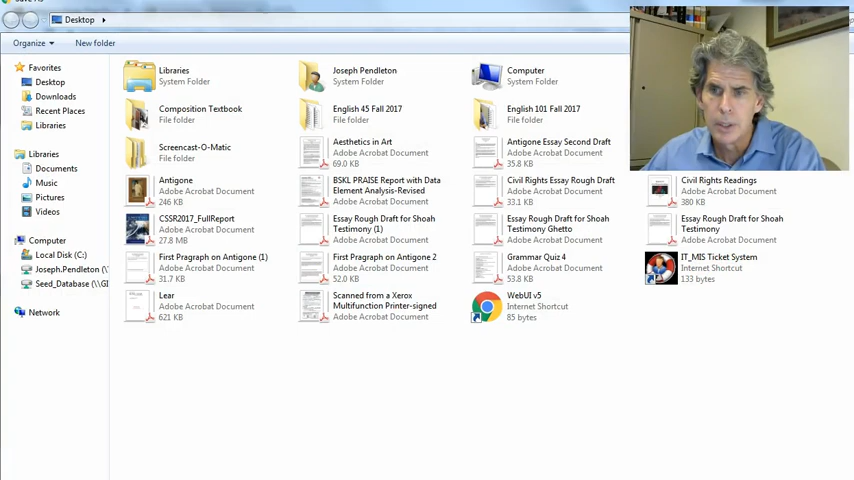 Desktop
Organize
New folder
Favorites
Desktop
Downloads
Recent Places
Libraries
Libraries
Documents
Music
Pictures
Videos
Computer
Local Disk (C:)
Joseph.Pendleton (\\
Seed_Database (\\GI
Network
Libraries
System Folder
Joseph Pendleton
System Folder
Computer
System Folder
Composition Textbook
File folder
English 45 Fall 2017
File folder
English 101 Fall 2017
File folder
Screencast-O-Matic
File folder
Aesthetics in Art
Adobe Acrobat Document
69.0 KB
Antigone Essay Second Draft
Adobe Acrobat Document
35.8 KB
Antigone
Adobe Acrobat Document
246 KB
BSKL PRAISE Report with Data
Element Analysis-Revised
Adobe Acrobat Document
Civil Rights Essay Rough Draft
Adobe Acrobat Document
33.1 KB
Civil Rights Readings
Adobe Acrobat Document
380 KB
CSSR2017_FullReport
Adobe Acrobat Document
27.8 MB
Essay Rough Draft for Shoah
Testimony (1)
Adobe Acrobat Document
Essay Rough Draft for Shoah
Testimony Ghetto
Adobe Acrobat Document
Essay Rough Draft for Shoah
Testimony
Adobe Acrobat Document
First Pragraph on Antigone (1)
Adobe Acrobat Document
31.7 KB
First Pragraph on Antigone 2
Adobe Acrobat Document
52.0 KB
Grammar Quiz 4
Adobe Acrobat Document
53.8 KB
IT_MIS Ticket System
Internet Shortcut
133 bytes
Lear
Adobe Acrobat Document
621 KB
Scanned from a Xerox
Multifunction Printer-signed
Adobe Acrobat Document
WebUI v5
Internet Shortcut
85 bytes